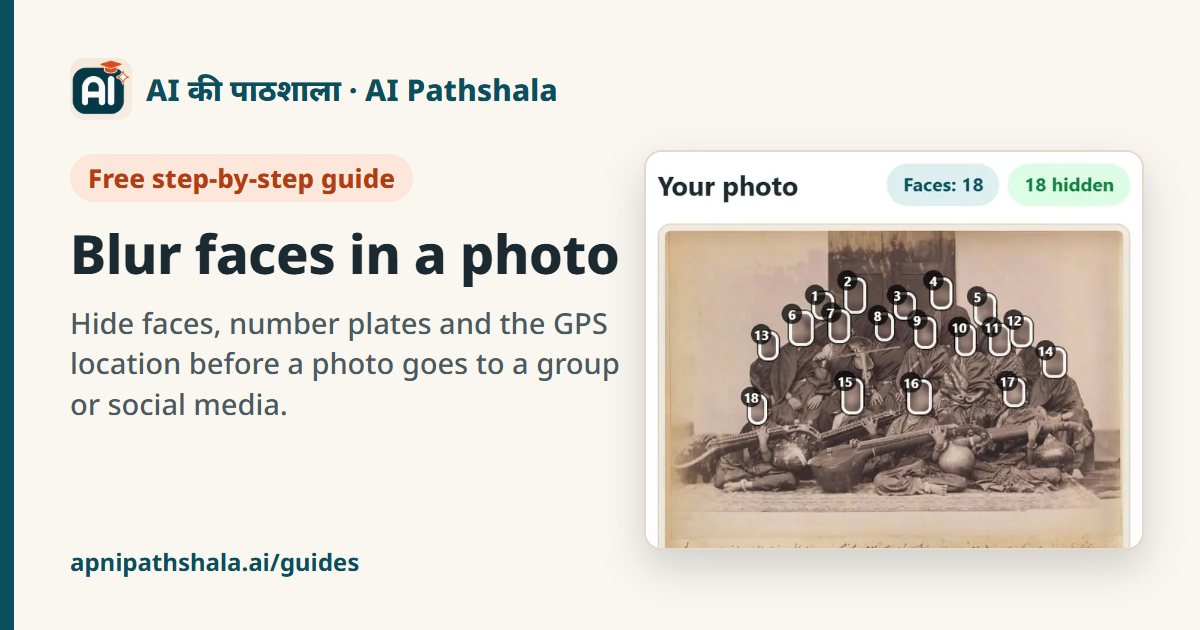 AI
AI की पाठशाला · AI Pathshala
Free step-by-step guide
Blur faces in a photo
Hide faces, number plates and the GPS
location before a photo goes to a group
or social media.
apnipathshala.ai/guides
Your photo
Faces: 18
18 hidden
1
2
3
4
5
6
7
8
9
10
11
12
13
14
15
16
17
18